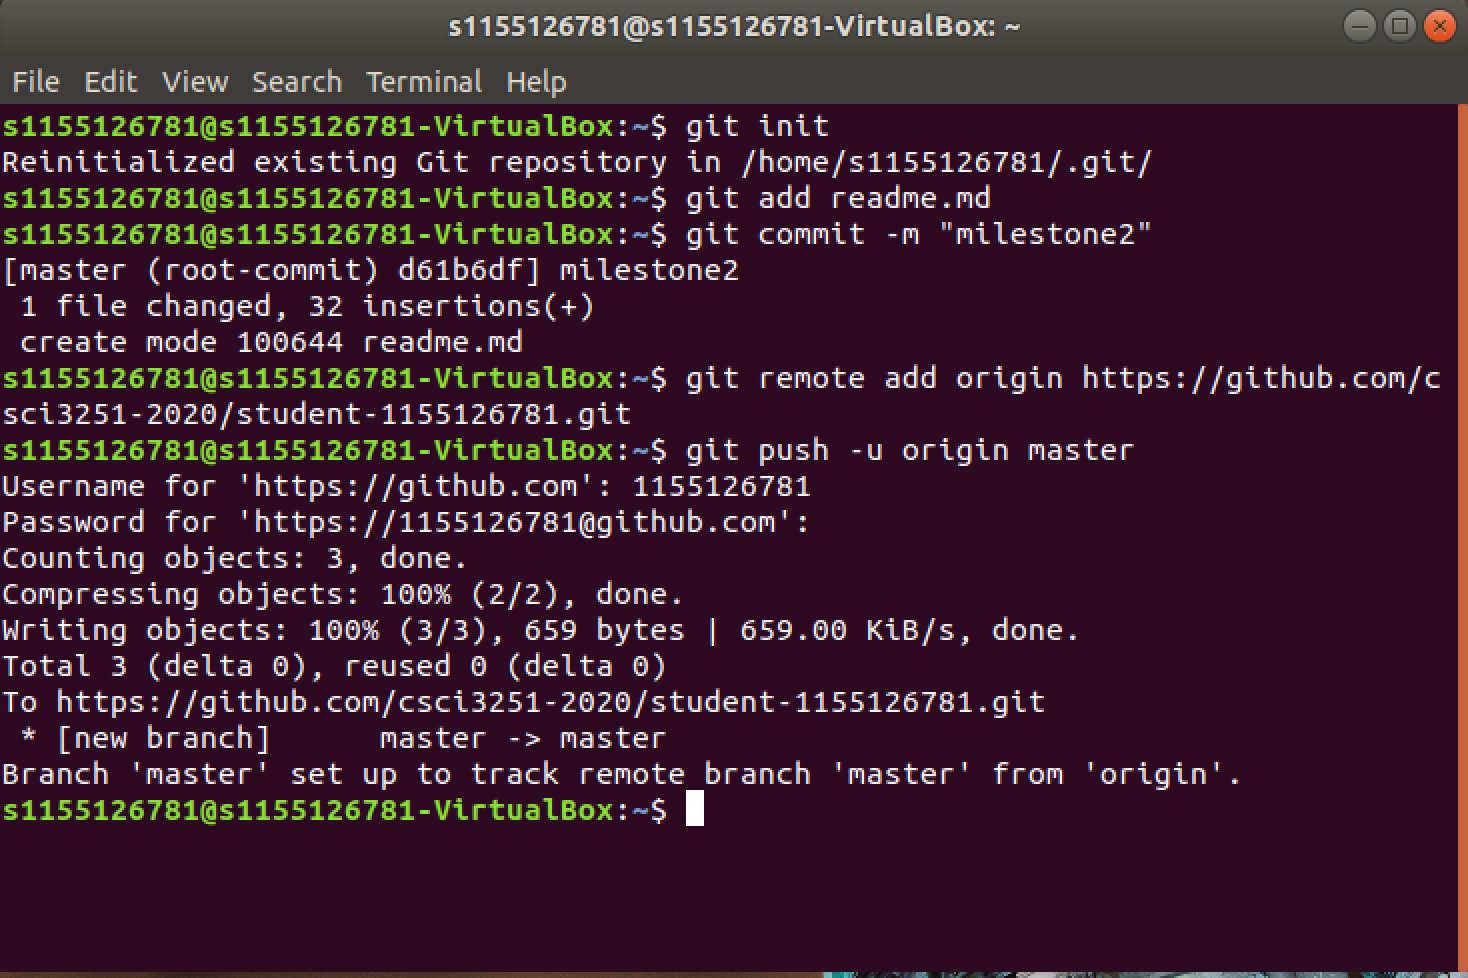 s1155126781@s1155126781-VirtualBox: ~
File Edit View Search Terminal Help
s1155126781@s1155126781-VirtualBox:~$ git init
Reinitialized existing Git repository in /home/s1155126781/.git/
s1155126781@s1155126781-VirtualBox:~$ git add readme.md
s1155126781@s1155126781-VirtualBox:~$ git commit -m "milestone2"
[master (root-commit) d61b6df] milestone2
 1 file changed, 32 insertions(+)
 create mode 100644 readme.md
s1155126781@s1155126781-VirtualBox:~$ git remote add origin https://github.com/c
sci3251-2020/student-1155126781.git
s1155126781@s1155126781-VirtualBox:~$ git push -u origin master
Username for 'https://github.com': 1155126781
Password for 'https://1155126781@github.com':
Counting objects: 3, done.
Compressing objects: 100% (2/2), done.
Writing objects: 100% (3/3), 659 bytes | 659.00 KiB/s, done.
Total 3 (delta 0), reused 0 (delta 0)
To https://github.com/csci3251-2020/student-1155126781.git
 * [new branch]      master -> master
Branch 'master' set up to track remote branch 'master' from 'origin'.
s1155126781@s1155126781-VirtualBox:~$